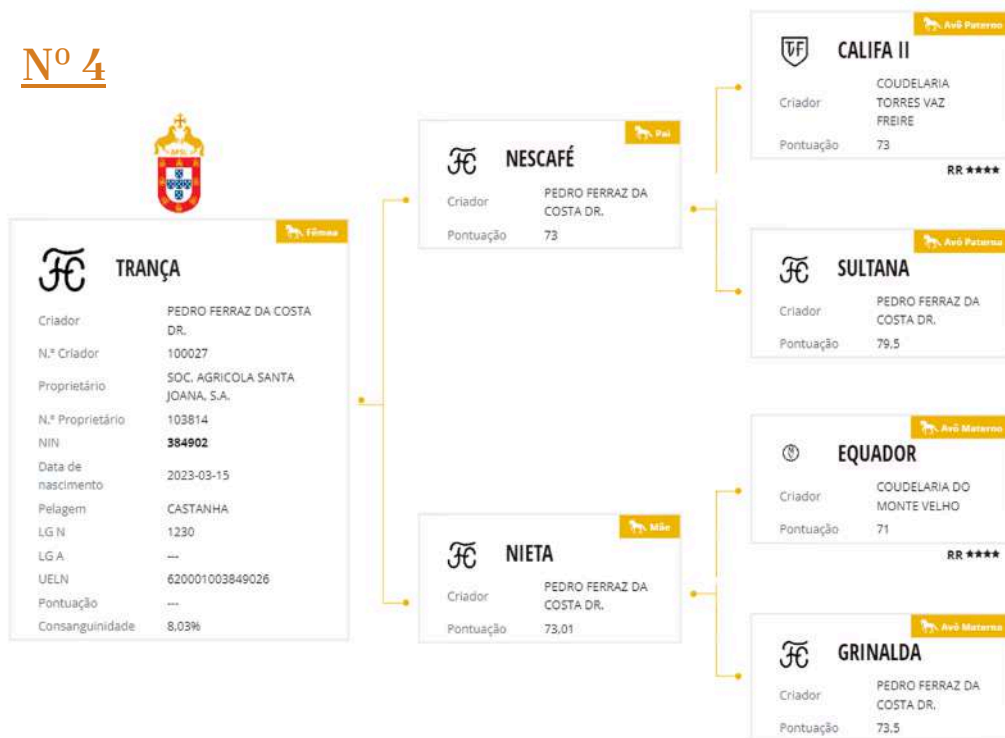 Nº 4
APSL
Fêmea
TRANÇA
Criador PEDRO FERRAZ DA COSTA
DR.
N.º Criador 100027
Proprietário SOC. AGRICOLA SANTA
JOANA, S.A.
N.º Proprietário 103814
NIN 384902
Data de
nascimento 2023-03-15
Pelagem CASTANHA
LG N 1230
LG A ---
UELN 620001003849026
Pontuação ---
Consanguinidade 8,03%
Pai
NESCAFÉ
Criador PEDRO FERRAZ DA
COSTA DR.
Pontuação 73
Mãe
NIETA
Criador PEDRO FERRAZ DA
COSTA DR.
Pontuação 73,01
Avô Paterno
CALIFA II
Criador COUDELARIA
TORRES VAZ
FREIRE
Pontuação 73
RR ★★★★
Avó Paterna
SULTANA
Criador PEDRO FERRAZ DA
COSTA DR.
Pontuação 79.5
Avô Materno
EQUADOR
Criador COUDELARIA DO
MONTE VELHO
Pontuação 71
RR ★★★★
Avó Materna
GRINALDA
Criador PEDRO FERRAZ DA
COSTA DR.
Pontuação 73.5